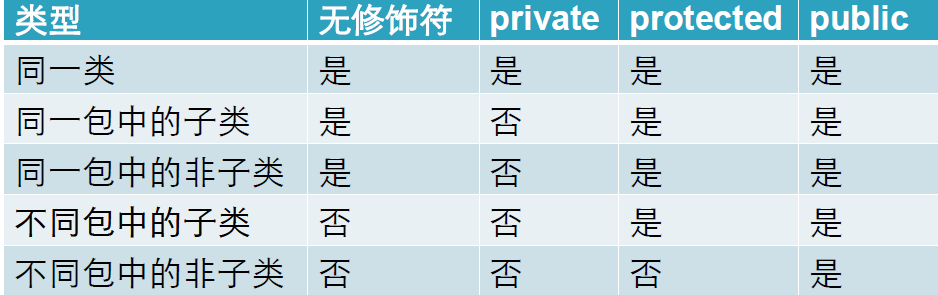 类型 无修饰符 private protected public
同一类 是 是 是 是
同一包中的子类 是 否 是 是
同一包中的非子类 是 否 是 是
不同包中的子类 否 否 是 是
不同包中的非子类 否 否 否 是